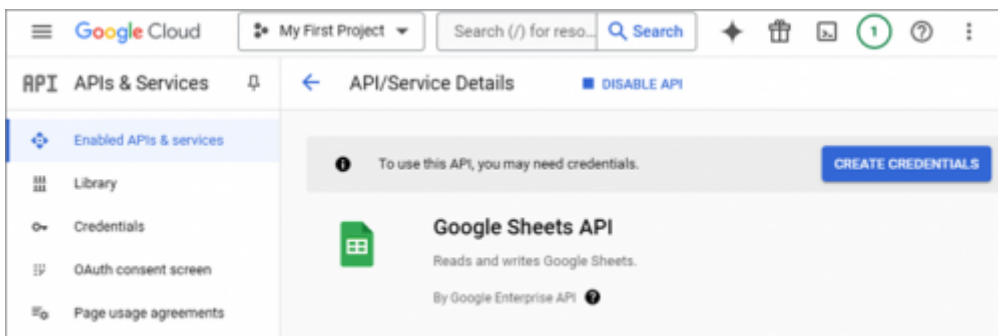 Google Cloud My First Project Search (/) for reso... Search 1
API APIs & Services API/Service Details DISABLE API
Enabled APIs & services
To use this API, you may need credentials. CREATE CREDENTIALS
Library
Credentials
Google Sheets API
Reads and writes Google Sheets.
OAuth consent screen
By Google Enterprise API
Page usage agreements